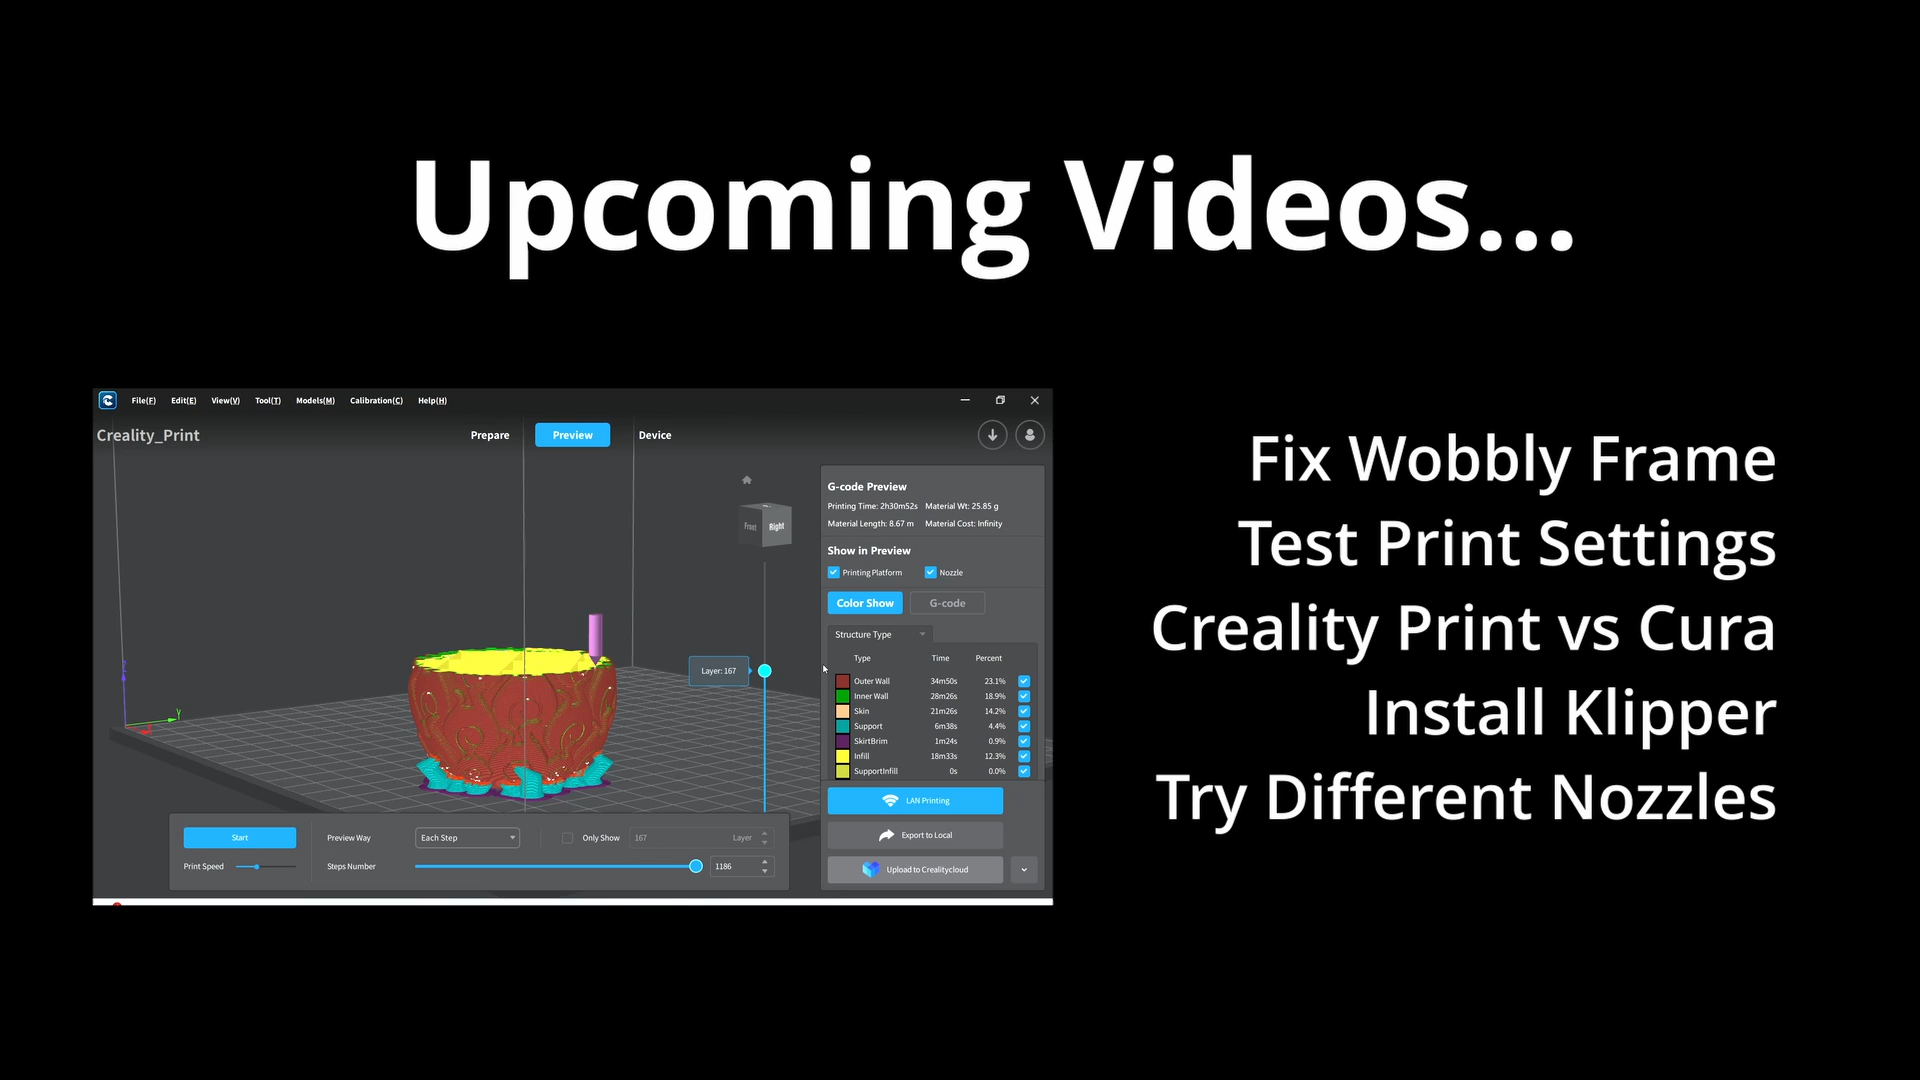 Upcoming Videos...
File(F) Edit(E) View(V) Tool(T) Models(M) Calibration(C) Help(H)
Creality_Print Prepare Preview Device
G-code Preview
Printing Time: 2h30m52s Material Wt: 25.85 g
Material Length: 8.67 m Material Cost: Infinity
Show in Preview
Printing Platform Nozzle
Front Right
Color Show G-code
Structure Type
Type Time Percent
Layer: 167
Outer Wall 34m50s 23.1%
Inner Wall 28m26s 18.9%
Skin 21m26s 14.2%
Support 6m38s 4.4%
SkirtBrim 1m24s 0.9%
Infill 18m33s 12.3%
SupportInfill 0s 0.0%
Z
Y
LAN Printing
Export to Local
Upload to Crealitycloud
Start Preview Way Each Step Only Show 167 Layer
Print Speed Steps Number 1186
Fix Wobbly Frame
Test Print Settings
Creality Print vs Cura
Install Klipper
Try Different Nozzles